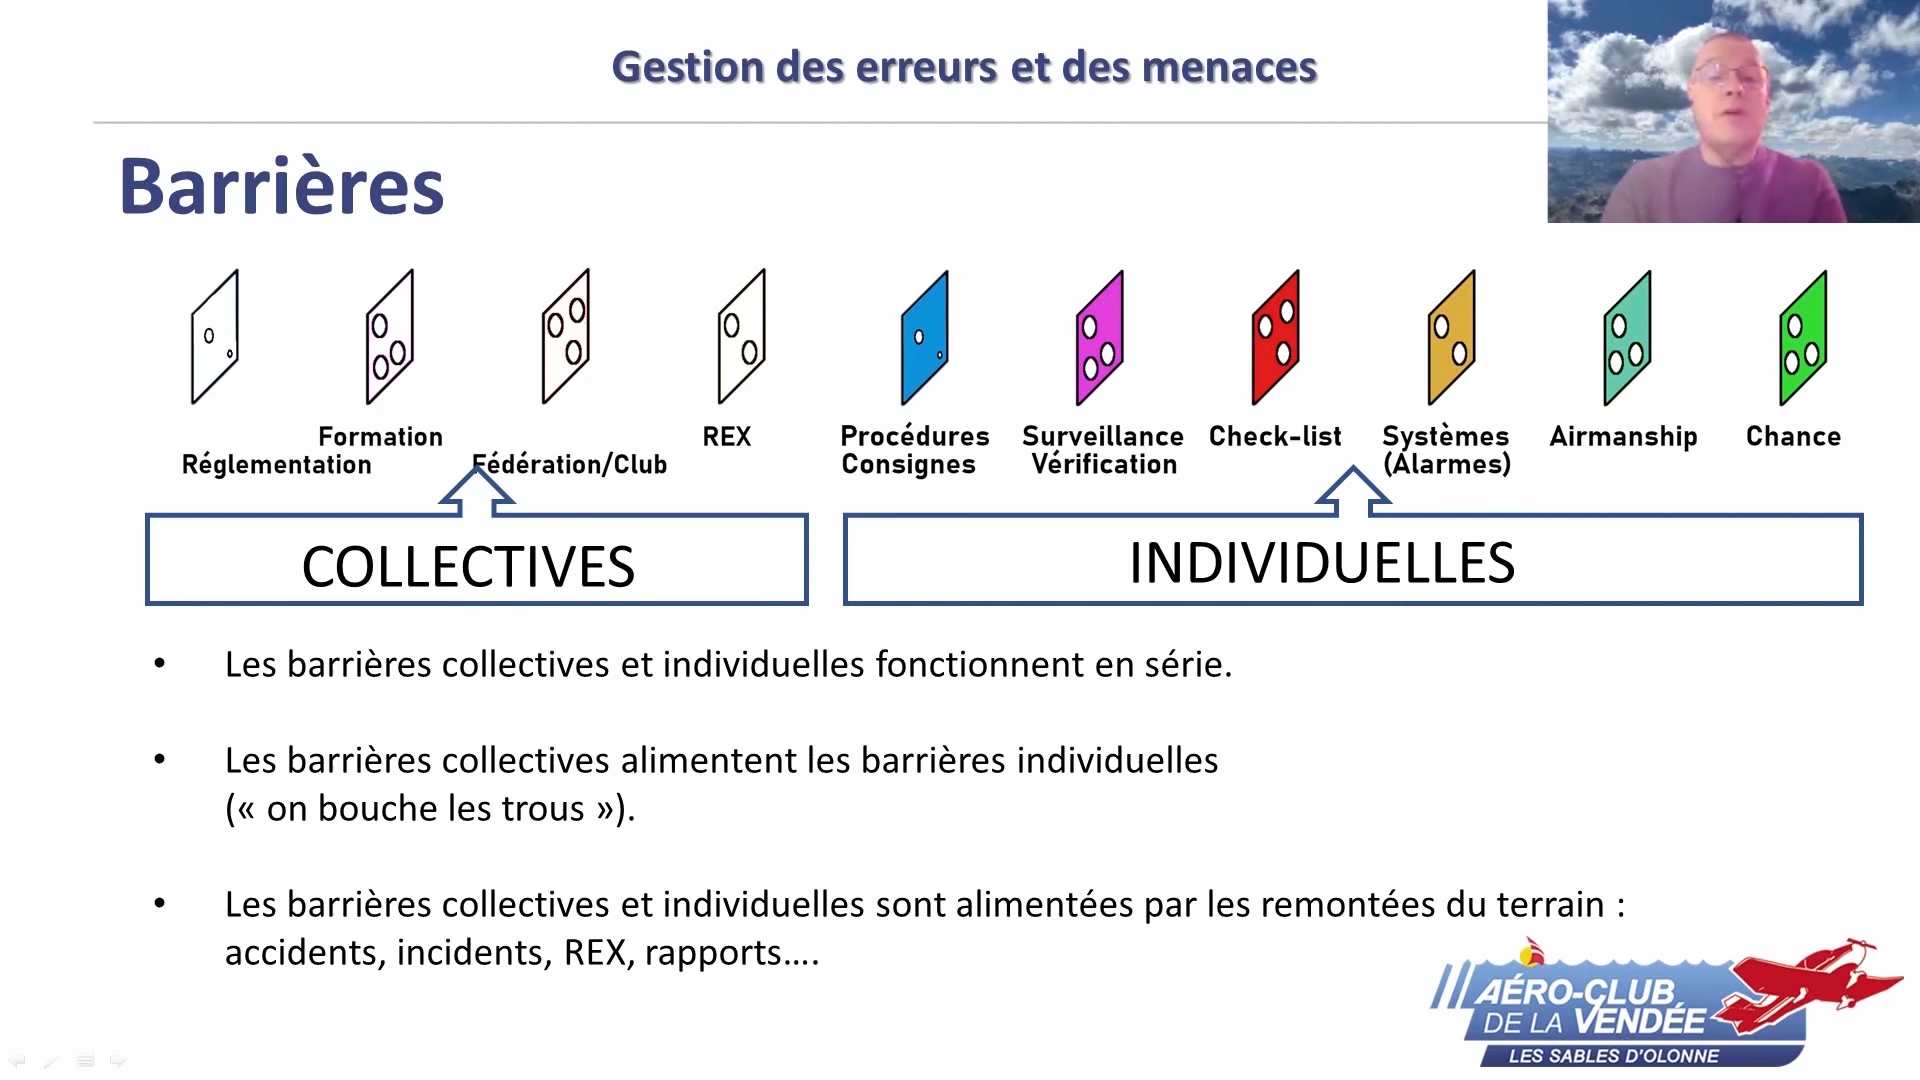 Gestion des erreurs et des menaces
Barrières
Formation
Réglementation
Fédération/Club
REX
Procédures
Consignes
Surveillance
Vérification
Check-list
Systèmes
(Alarmes)
Airmanship
Chance
COLLECTIVES
INDIVIDUELLES
• Les barrières collectives et individuelles fonctionnent en série.
• Les barrières collectives alimentent les barrières individuelles
(« on bouche les trous »).
• Les barrières collectives et individuelles sont alimentées par les remontées du terrain :
accidents, incidents, REX, rapports….
AÉRO-CLUB
DE LA VENDÉE
LES SABLES D'OLONNE